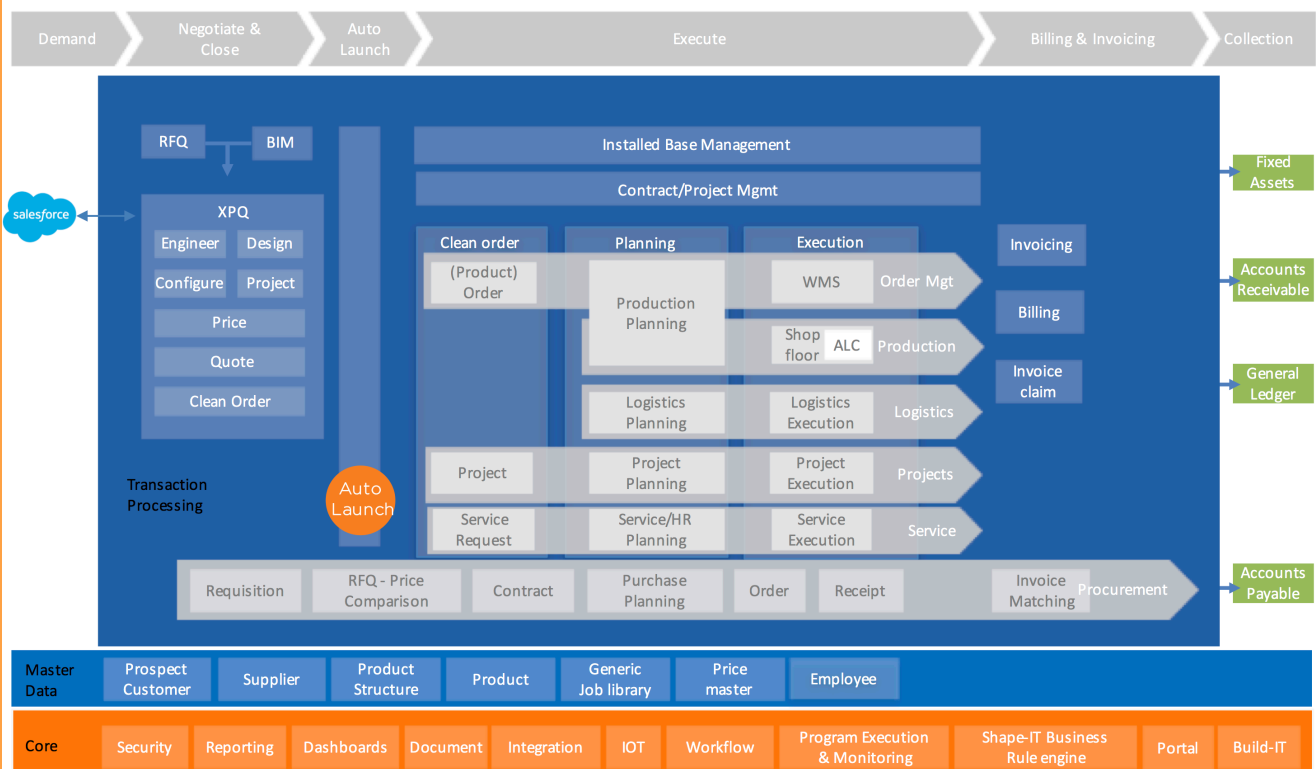 Demand
Negotiate &
Close
Auto
Launch
Execute
Billing & Invoicing
Collection
RFQ
BIM
salesforce
XPQ
Engineer
Design
Configure
Project
Price
Quote
Clean Order
Transaction
Processing
Auto
Launch
Installed Base Management
Contract/Project Mgmt
Clean order
Planning
Execution
(Product)
Order
Production
Planning
WMS
Order Mgt
Shop
floor
ALC
Production
Logistics
Planning
Logistics
Execution
Logistics
Project
Project
Planning
Project
Execution
Projects
Service
Request
Service/HR
Planning
Service
Execution
Service
Invoicing
Billing
Invoice
claim
Requisition
RFQ - Price
Comparison
Contract
Purchase
Planning
Order
Receipt
Invoice
Matching
Procurement
Fixed
Assets
Accounts
Receivable
General
Ledger
Accounts
Payable
Master
Data
Prospect
Customer
Supplier
Product
Structure
Product
Generic
Job library
Price
master
Employee
Core
Security
Reporting
Dashboards
Document
Integration
IOT
Workflow
Program Execution
& Monitoring
Shape-IT Business
Rule engine
Portal
Build-IT